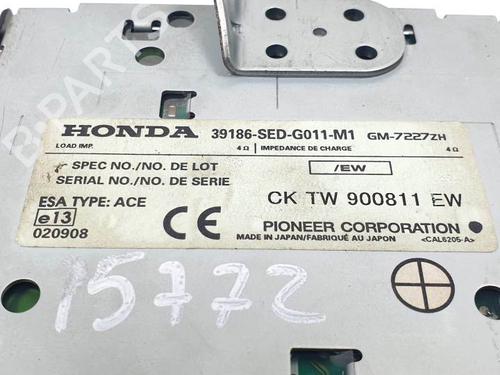 B-PARTS
HONDA 39186-SED-G011-M1 GM-7227ZH
LOAD IMP. 4Ω IMPEDANCE DE CHARGE 4Ω
SPEC NO./NO. DE LOT /EW
SERIAL NO./NO. DE SERIE CK TW 900811 EW
ESA TYPE: ACE
e13 CE PIONEER CORPORATION
020908 MADE IN JAPAN/FABRIQUÉ AU JAPON <CAL6205-A>
15772